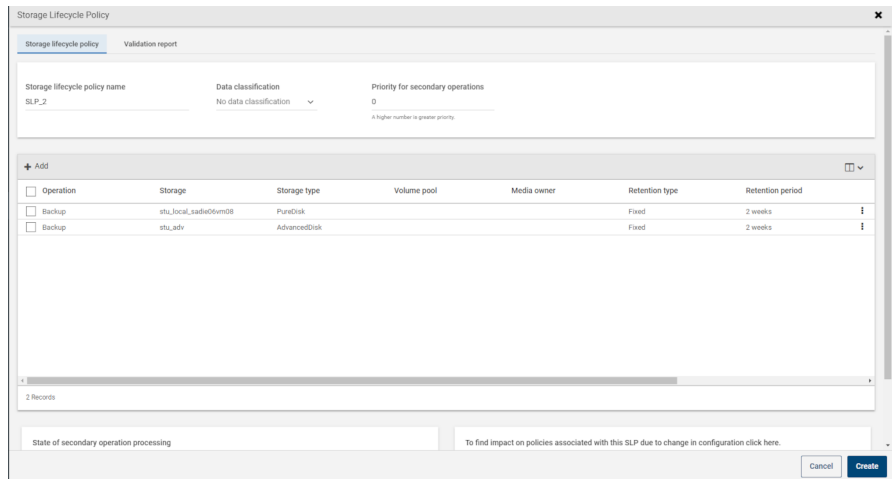 Storage Lifecycle Policy
Storage lifecycle policy Validation report
Storage lifecycle policy name Data classification Priority for secondary operations
SLP_2 No data classification 0
A higher number is greater priority.
Add
Operation Storage Storage type Volume pool Media owner Retention type Retention period
Backup stu_local_sadie06vm08 PureDisk Fixed 2 weeks
Backup stu_adv AdvancedDisk Fixed 2 weeks
2 Records
State of secondary operation processing To find impact on policies associated with this SLP due to change in configuration click here.
Cancel Create